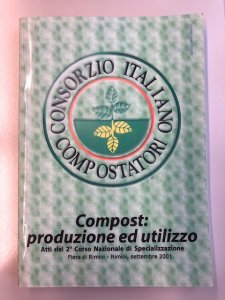 CONSORZIO ITALIANO
COMPOSTATORI
Compost:
produzione ed utilizzo
Atti del 2° Corso Nazionale di Specializzazione
Fiera di Rimini - Rimini, settembre 2001